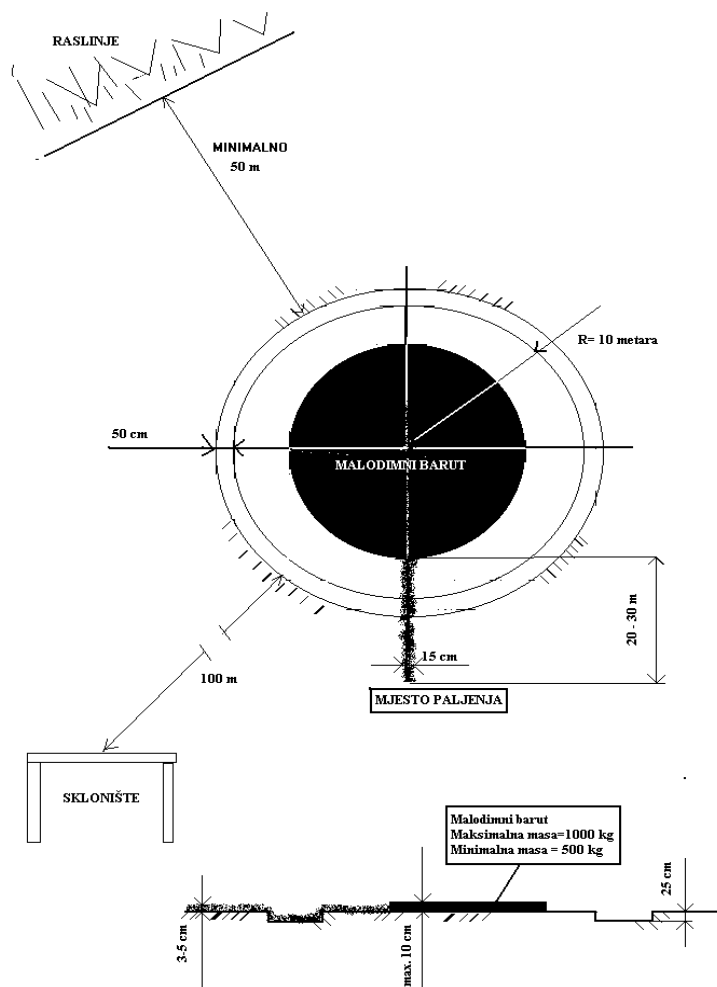 RASLINJE
MINIMALNO
50 m
R= 10 metara
50 cm
MALODIMNI BARUT
20 - 30 m
15 cm
100 m
MJESTO PALJENJA
SKLONIŠTE
Malodimni barut
Maksimalna masa=1000 kg
Minimalna masa = 500 kg
25 cm
3-5 cm
max. 10 cm